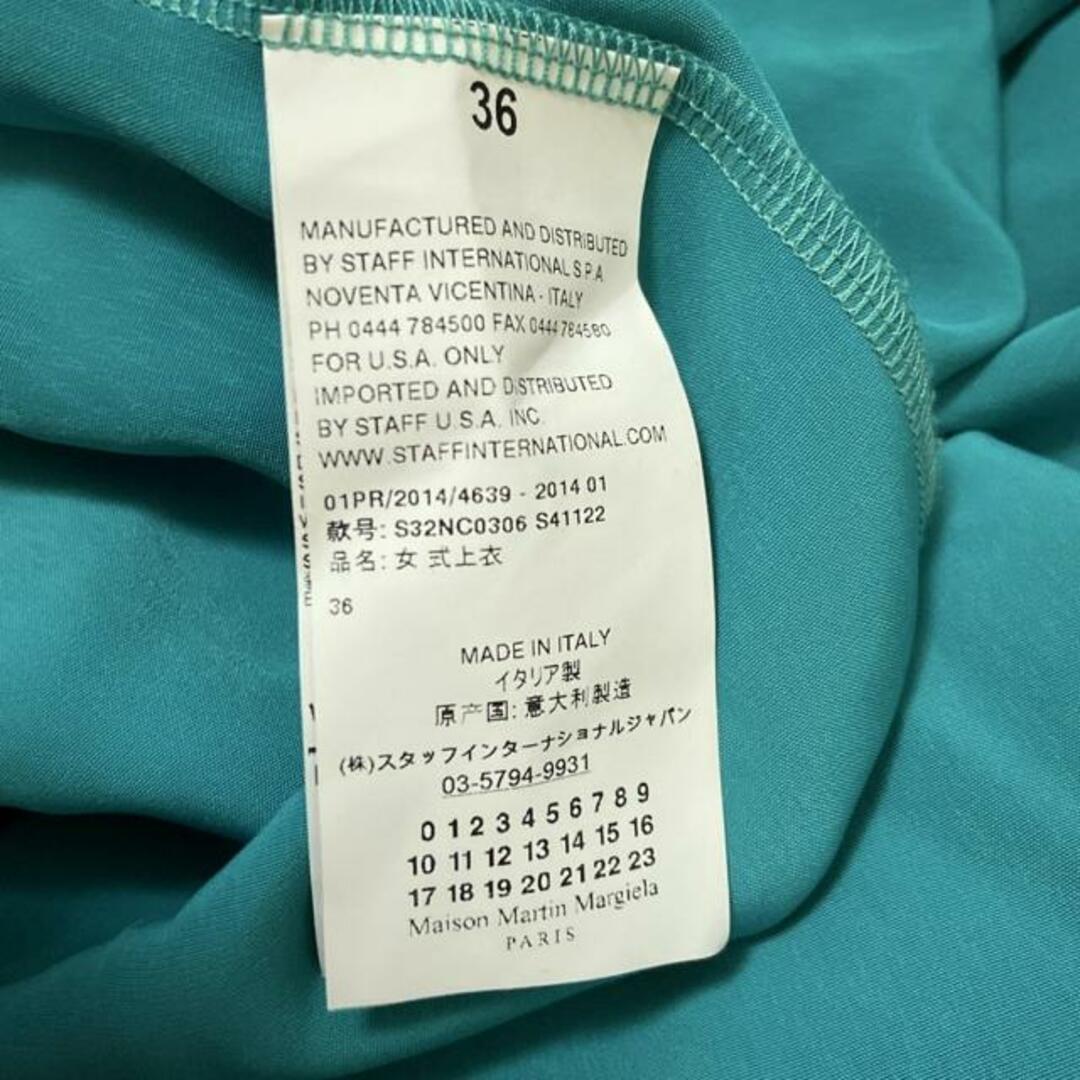 36
MANUFACTURED AND DISTRIBUTED
BY STAFF INTERNATIONAL S P A
NOVENTA VICENTINA - ITALY
PH 0444 784500 FAX 0444 784580
FOR U.S.A. ONLY
IMPORTED AND DISTRIBUTED
BY STAFF U.S.A. INC.
WWW.STAFFINTERNATIONAL.COM
01PR/2014/4639 - 2014 01
款号: S32NC0306 S41122
品名: 女 式上衣
36
MADE IN ITALY
イタリア製
原产国: 意大利製造
(株)スタッフインターナショナルジャパン
03-5794-9931
0 1 2 3 4 5 6 7 8 9
10 11 12 13 14 15 16
17 18 19 20 21 22 23
Maison Martin Margiela
PARIS